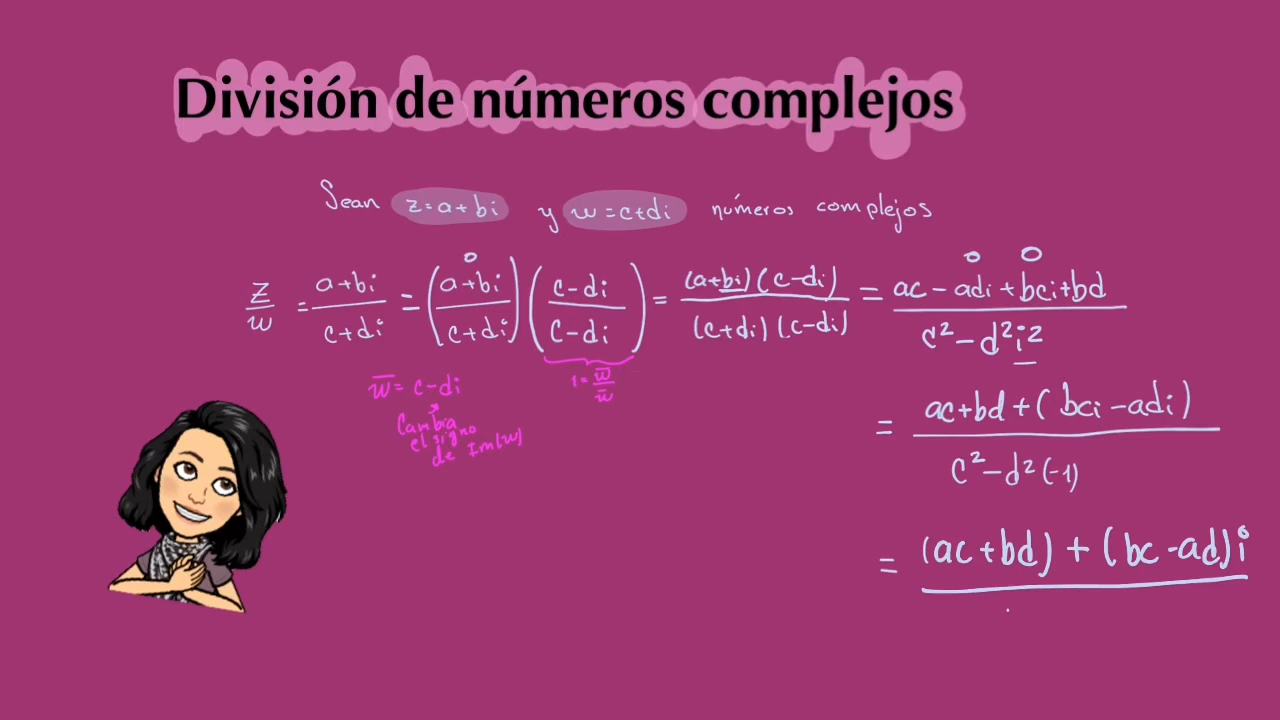 División de números complejos
Sean z=a+bi y w=c+di números complejos
z/w = (a+bi)/(c+di) = ((a+bi)/(c+di)) ((c-di)/(c-di)) = ((a+bi)(c-di))/((c+di)(c-di)) = (ac-adi+bci+bd)/(c²-d²i²)
w̅= c-di
1= w̅/w̅
Cambia
el signo
de Im(w)
= (ac+bd+(bci-adi))/(c²-d²(-1))
= (ac+bd)+(bc-ad)i